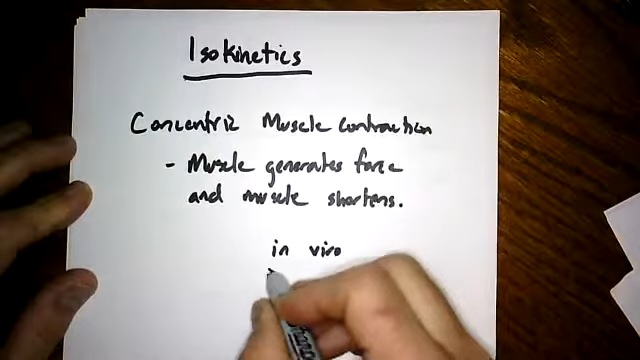 Isokinetics
Concentric Muscle contraction
- Muscle generates force
and muscle shortens.
in vivo